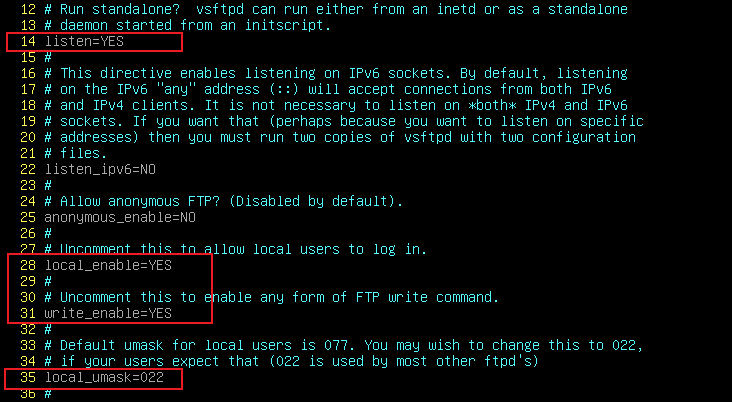 12 # Run standalone?  vsftpd can run either from an inetd or as a standalone
13 # daemon started from an initscript.
14 listen=YES
15 #
16 # This directive enables listening on IPv6 sockets. By default, listening
17 # on the IPv6 "any" address (::) will accept connections from both IPv6
18 # and IPv4 clients. It is not necessary to listen on *both* IPv4 and IPv6
19 # sockets. If you want that (perhaps because you want to listen on specific
20 # addresses) then you must run two copies of vsftpd with two configuration
21 # files.
22 listen_ipv6=NO
23 #
24 # Allow anonymous FTP? (Disabled by default).
25 anonymous_enable=NO
26 #
27 # Uncomment this to allow local users to log in.
28 local_enable=YES
29 #
30 # Uncomment this to enable any form of FTP write command.
31 write_enable=YES
32 #
33 # Default umask for local users is 077. You may wish to change this to 022,
34 # if your users expect that (022 is used by most other ftpd's)
35 local_umask=022
36 #